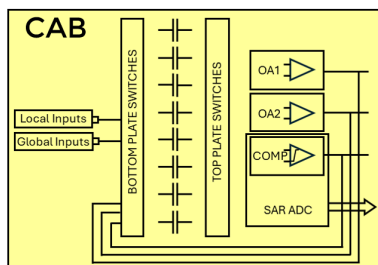 CAB
Local Inputs
Global Inputs
BOTTOM PLATE SWITCHES
TOP PLATE SWITCHES
OA1
OA2
COMP
SAR ADC